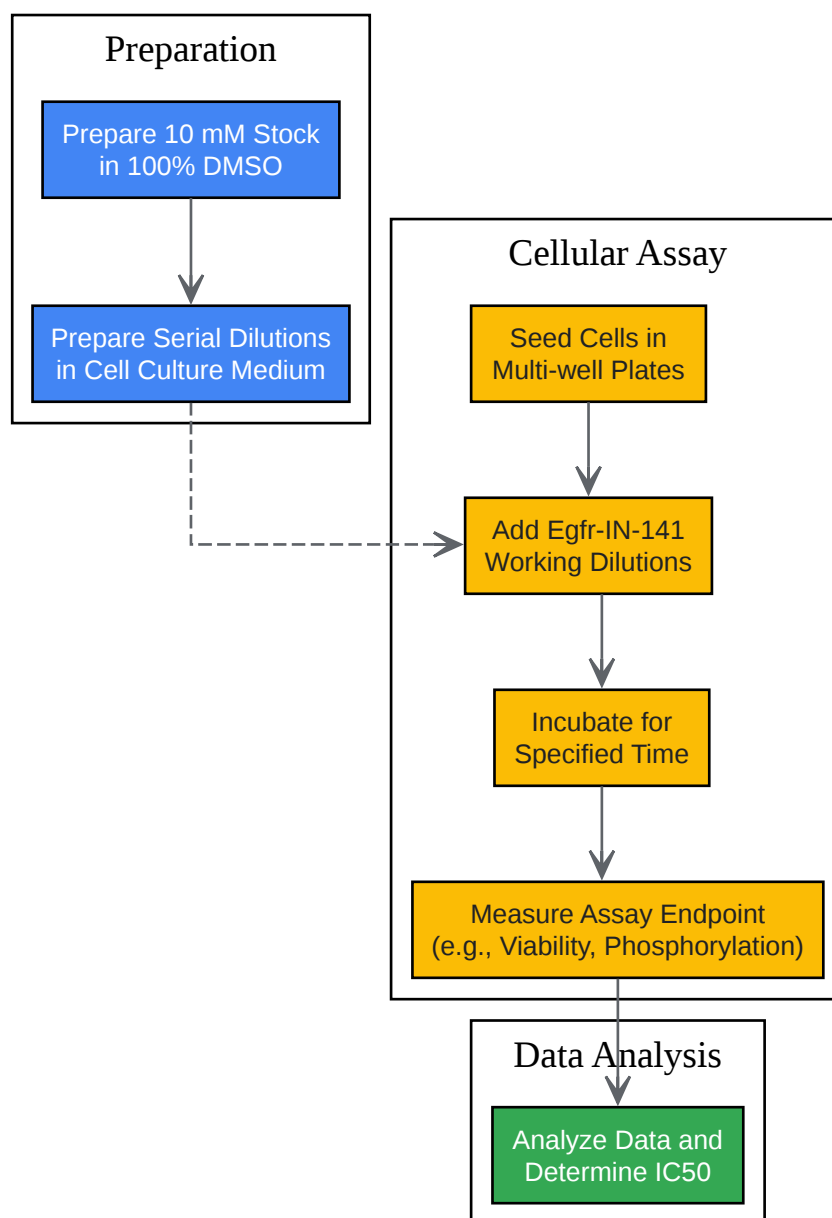 Preparation
Prepare 10 mM Stock
in 100% DMSO
Prepare Serial Dilutions
in Cell Culture Medium
Cellular Assay
Seed Cells in
Multi-well Plates
Add Egfr-IN-141
Working Dilutions
Incubate for
Specified Time
Measure Assay Endpoint
(e.g., Viability, Phosphorylation)
Data Analysis
Analyze Data and
Determine IC50